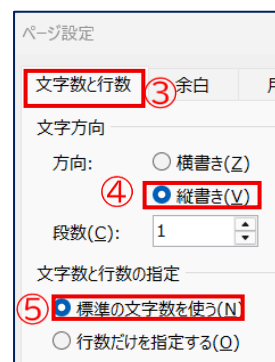 ページ設定
文字数と行数 ③ 余白
文字方向
方向: 横書き(Z)
④ 縦書き(V)
段数(C): 1
文字数と行数の指定
⑤ 標準の文字数を使う(N)
行数だけを指定する(O)